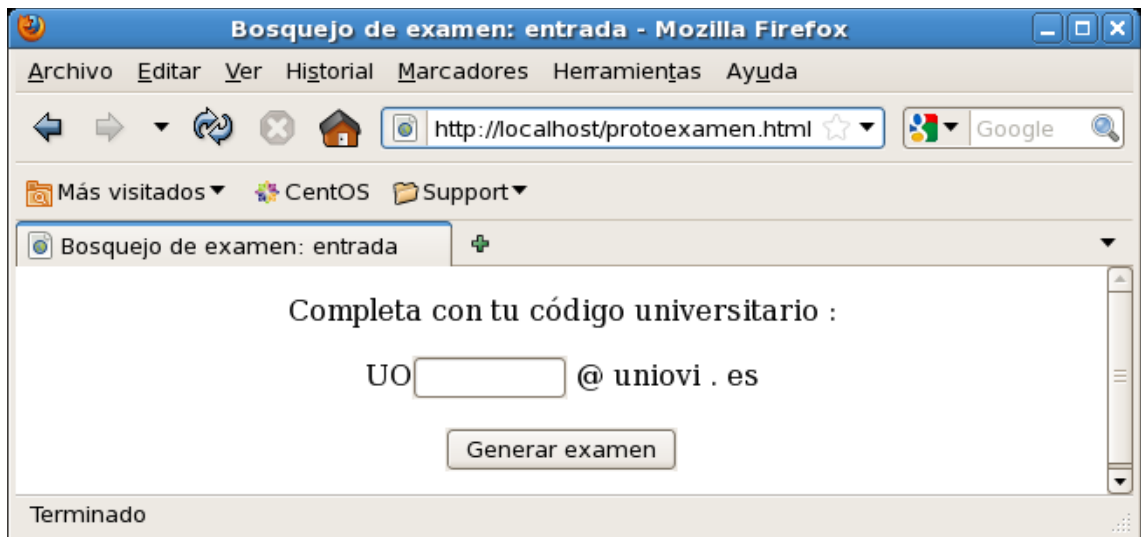 Bosquejo de examen: entrada - Mozilla Firefox
Archivo Editar Ver Historial Marcadores Herramientas Ayuda
http://localhost/protoexamen.html Google
Más visitados CentOS Support
Bosquejo de examen: entrada
Completa con tu código universitario :
UO @ uniovi . es
Generar examen
Terminado